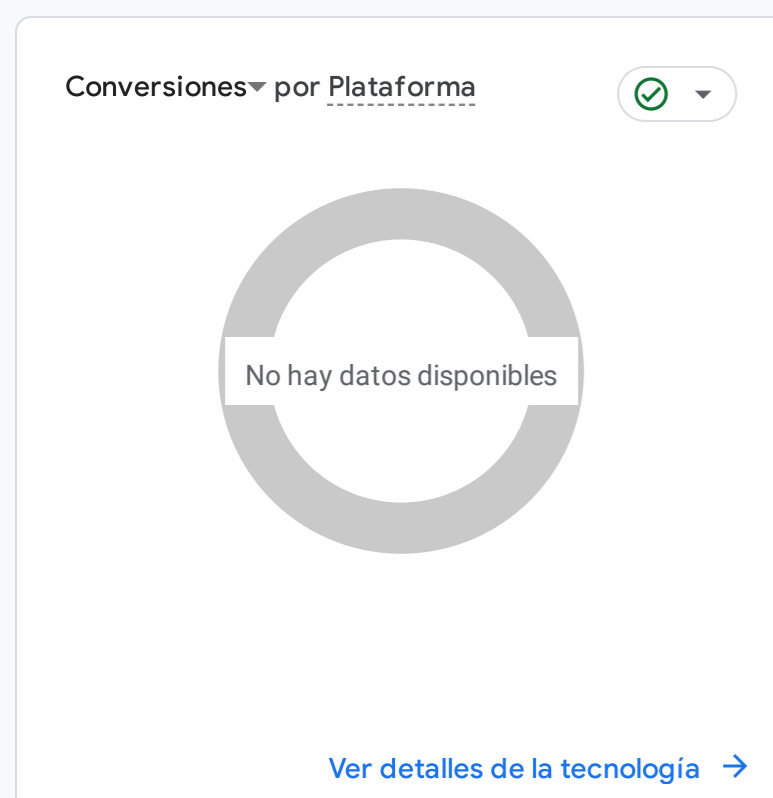 Conversiones por Plataforma
No hay datos disponibles
Ver detalles de la tecnología